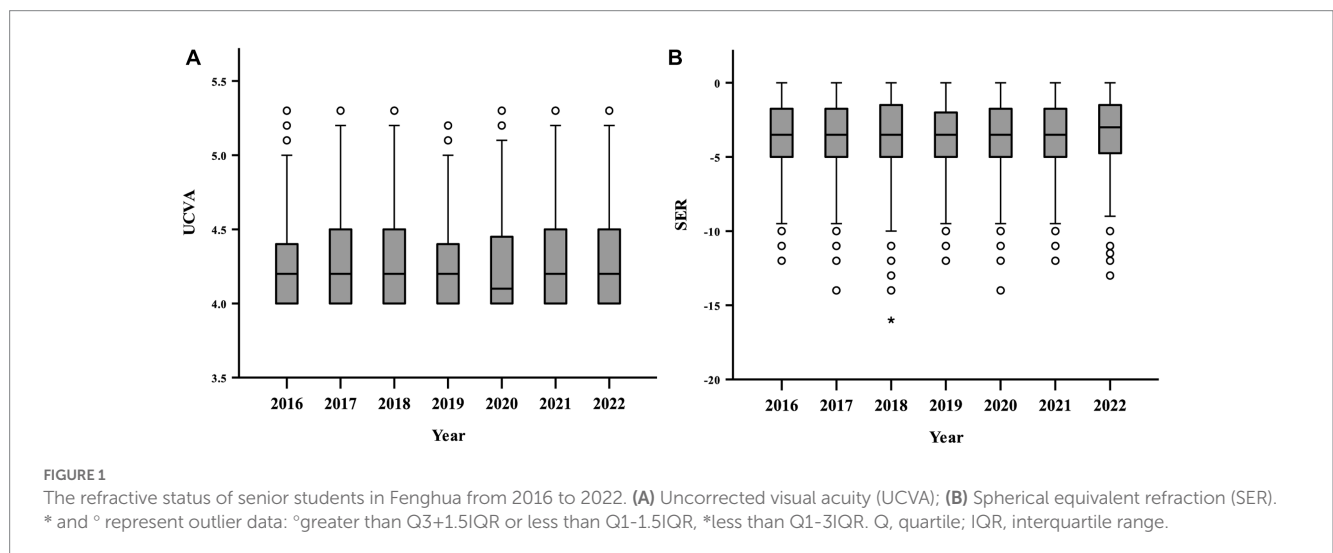 A
UCVA
5.5
5.0
4.5
4.0
3.5
2016 2017 2018 2019 2020 2021 2022
Year
B
SER
0
-5
-10
-15
-20
*
2016 2017 2018 2019 2020 2021 2022
Year
FIGURE 1
The refractive status of senior students in Fenghua from 2016 to 2022. (A) Uncorrected visual acuity (UCVA); (B) Spherical equivalent refraction (SER).
* and ° represent outlier data: °greater than Q3+1.5IQR or less than Q1-1.5IQR, *less than Q1-3IQR. Q, quartile; IQR, interquartile range.